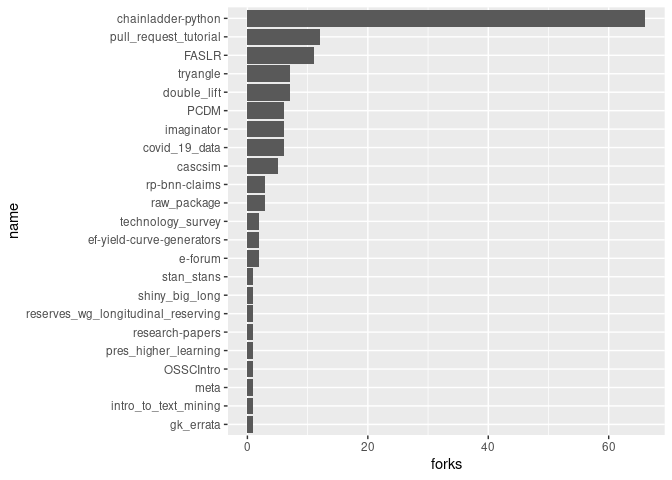 chainladder-python
pull_request_tutorial
FASLR
tryangle
double_lift
PCDM
imaginator
covid_19_data
cascsim
rp-bnn-claims
raw_package
technology_survey
ef-yield-curve-generators
e-forum
stan_stans
shiny_big_long
reserves_wg_longitudinal_reserving
research-papers
pres_higher_learning
OSSCIntro
meta
intro_to_text_mining
gk_errata
name
0 20 40 60
forks